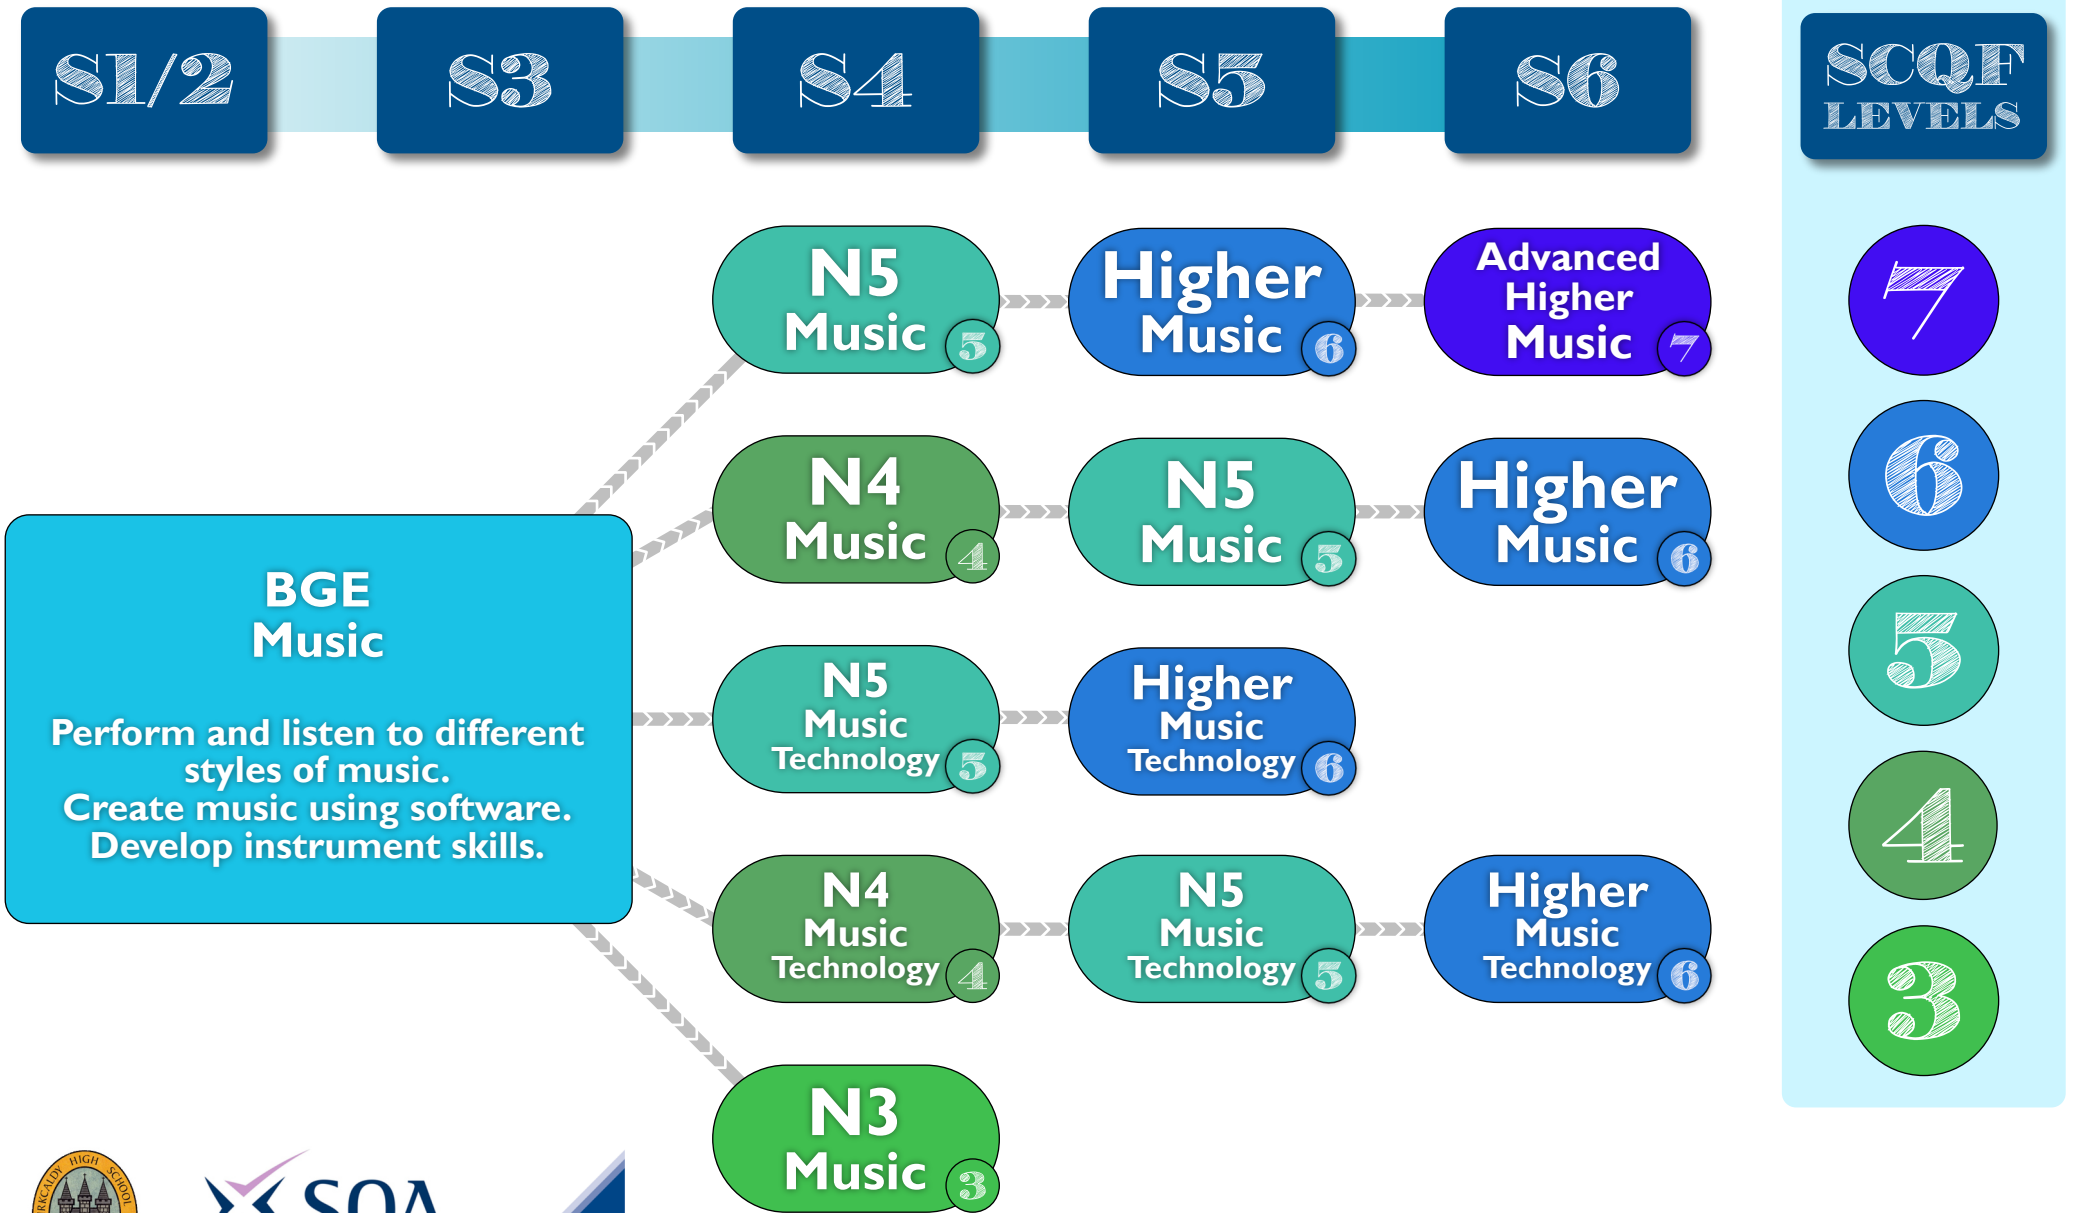 S1/2
S3
S4
S5
S6
SCQF
LEVELS
N5
Music
5
Higher
Music
6
Advanced
Higher
Music
7
7
N4
Music
4
N5
Music
5
Higher
Music
6
6
BGE
Music
Perform and listen to different
styles of music.
Create music using software.
Develop instrument skills.
N5
Music
Technology
5
Higher
Music
Technology
6
5
N4
Music
Technology
4
N5
Music
Technology
5
Higher
Music
Technology
6
4
3
N3
Music
3
HIGH SCHOOL
SQA